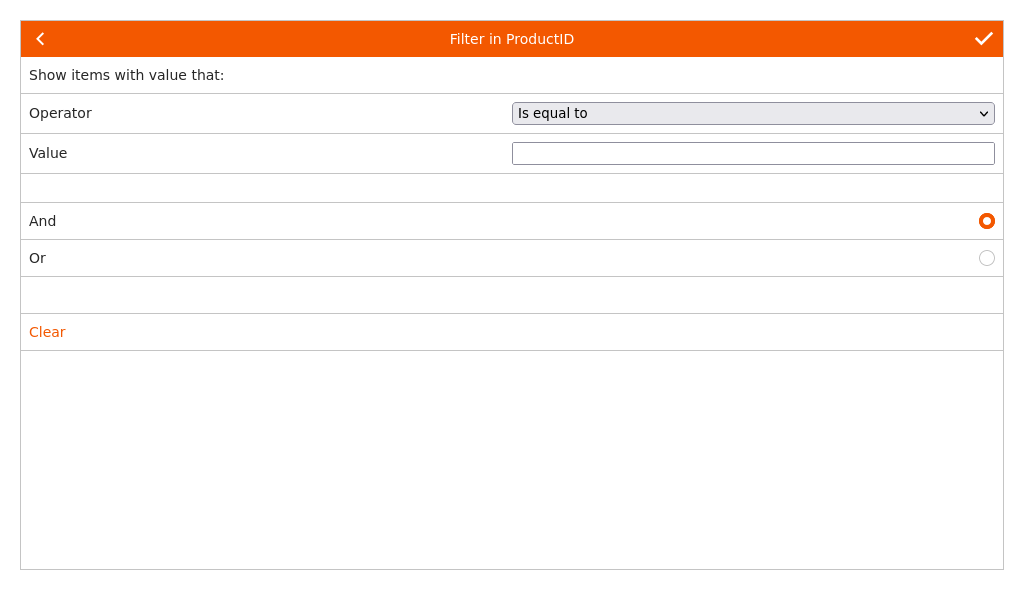 Filter in ProductID
Show items with value that:
Operator
Is equal to
Value
And
Or
Clear